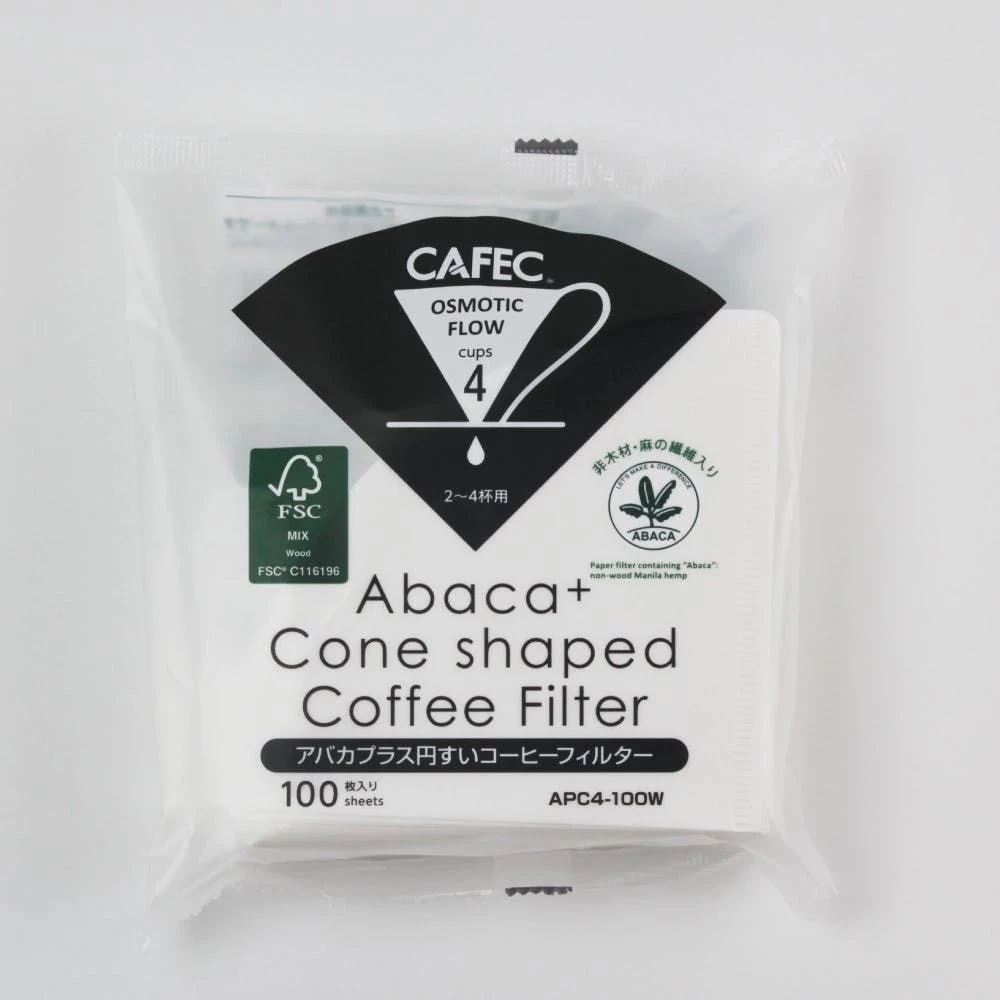 CAFEC®
OSMOTIC
FLOW
cups
4
2〜4杯用
FSC®
MIX
Wood
FSC® C116196
非木材・麻の繊維入り
LET'S MAKE A DIFFERENCE
ABACA
Paper filter containing "Abaca":
non-wood Manila hemp
Abaca+
Cone shaped
Coffee Filter
アバカプラス円すいコーヒーフィルター
100 枚入り
sheets
APC4-100W